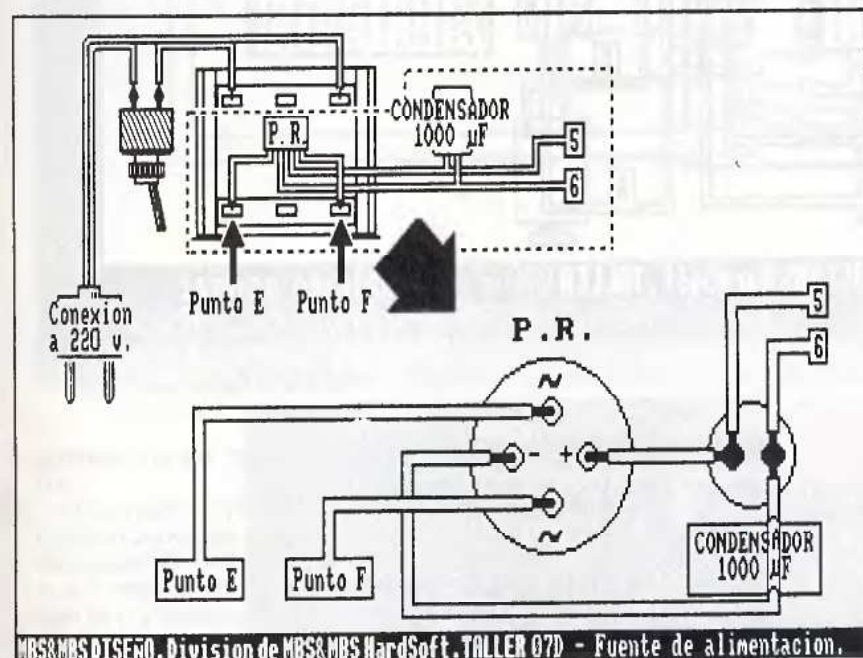 CONDENSADOR
1000 µF
P.R.
5
6
Punto E
Punto F
Conexion
a 220 v.
P.R.
5
6
~
- +
~
Punto E
Punto F
CONDENSADOR
1000 µF
MBS&MBS DISEÑO. Division de MBS&MBS HardSoft. TALLER 07D - Fuente de alimentacion.